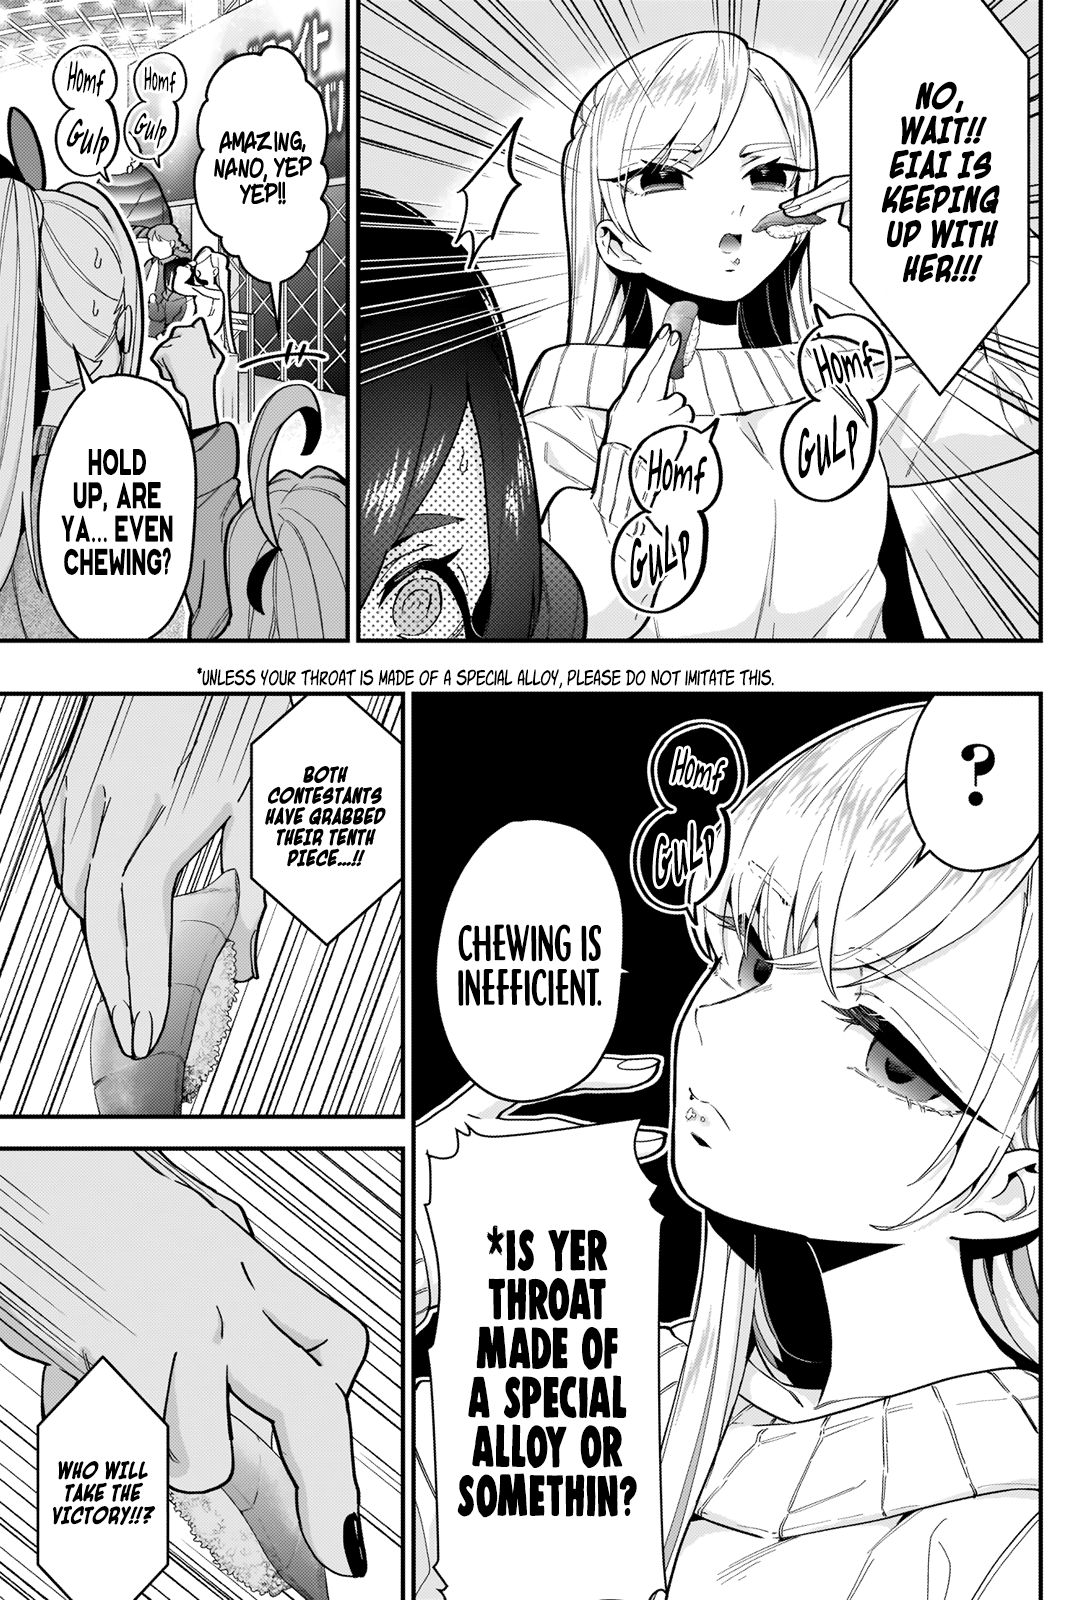 NO,
WAIT!!
EIAI IS
KEEPING
UP WITH
HER!!!
Homf
Gulp
Homf
Gulp
AMAZING,
NANO, YEP
YEP!!
Homf
Gulp
Homf
Gulp
HOLD
UP, ARE
YA... EVEN
CHEWING?
*UNLESS YOUR THROAT IS MADE OF A SPECIAL ALLOY, PLEASE DO NOT IMITATE THIS.
?
Homf
Gulp
CHEWING IS
INEFFICIENT.
*IS YER
THROAT
MADE OF
A SPECIAL
ALLOY OR
SOMETHIN?
BOTH
CONTESTANTS
HAVE GRABBED
THEIR TENTH
PIECE...!!
WHO WILL
TAKE THE
VICTORY!!?